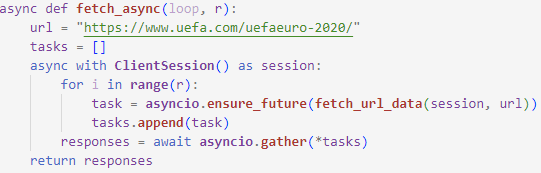 async def fetch_async(loop, r):
    url = "https://www.uefa.com/uefaeuro-2020/"
    tasks = []
    async with ClientSession() as session:
        for i in range(r):
            task = asyncio.ensure_future(fetch_url_data(session, url))
            tasks.append(task)
        responses = await asyncio.gather(*tasks)
    return responses